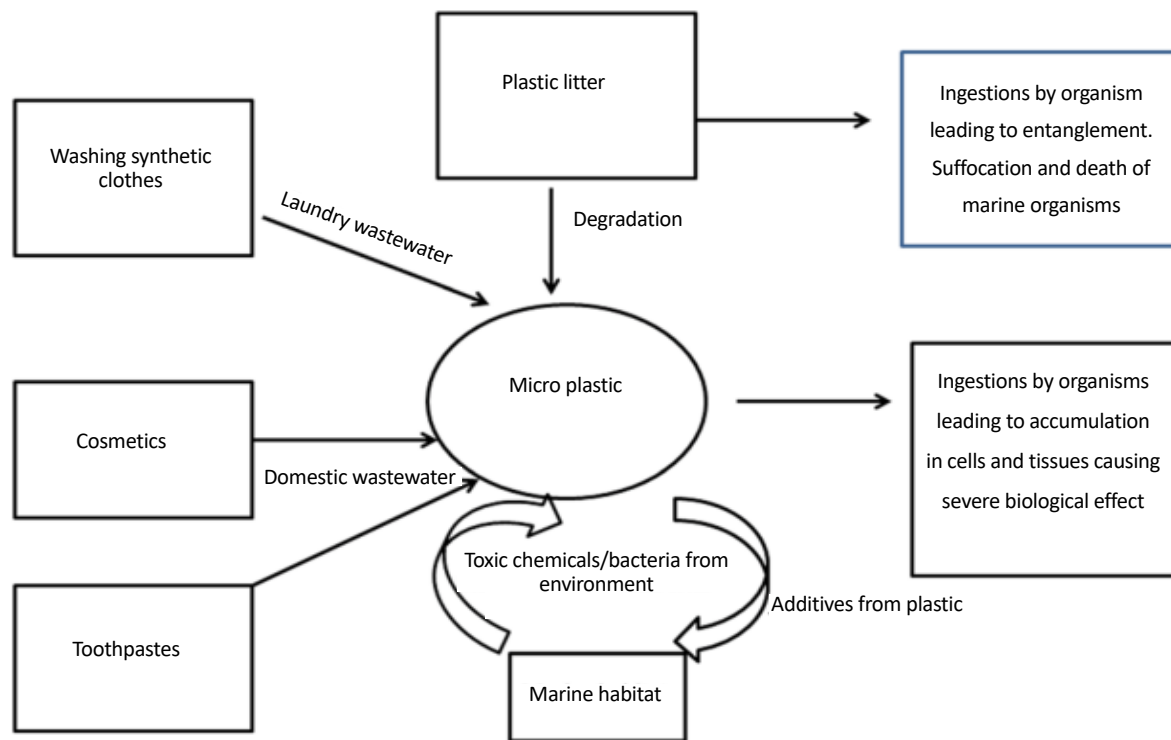 Plastic litter
Ingestions by organism
leading to entanglement.
Suffocation and death of
marine organisms
Washing synthetic
clothes
Laundry wastewater
Degradation
Micro plastic
Ingestions by organisms
leading to accumulation
in cells and tissues causing
severe biological effect
Cosmetics
Domestic wastewater
Toxic chemicals/bacteria from
environment
Additives from plastic
Toothpastes
Marine habitat